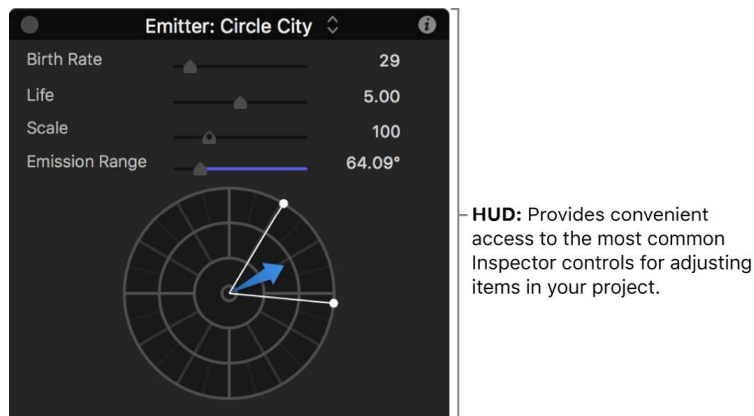 Emitter: Circle City
Birth Rate 29
Life 5.00
Scale 100
Emission Range 64.09°
HUD: Provides convenient
access to the most common
Inspector controls for adjusting
items in your project.